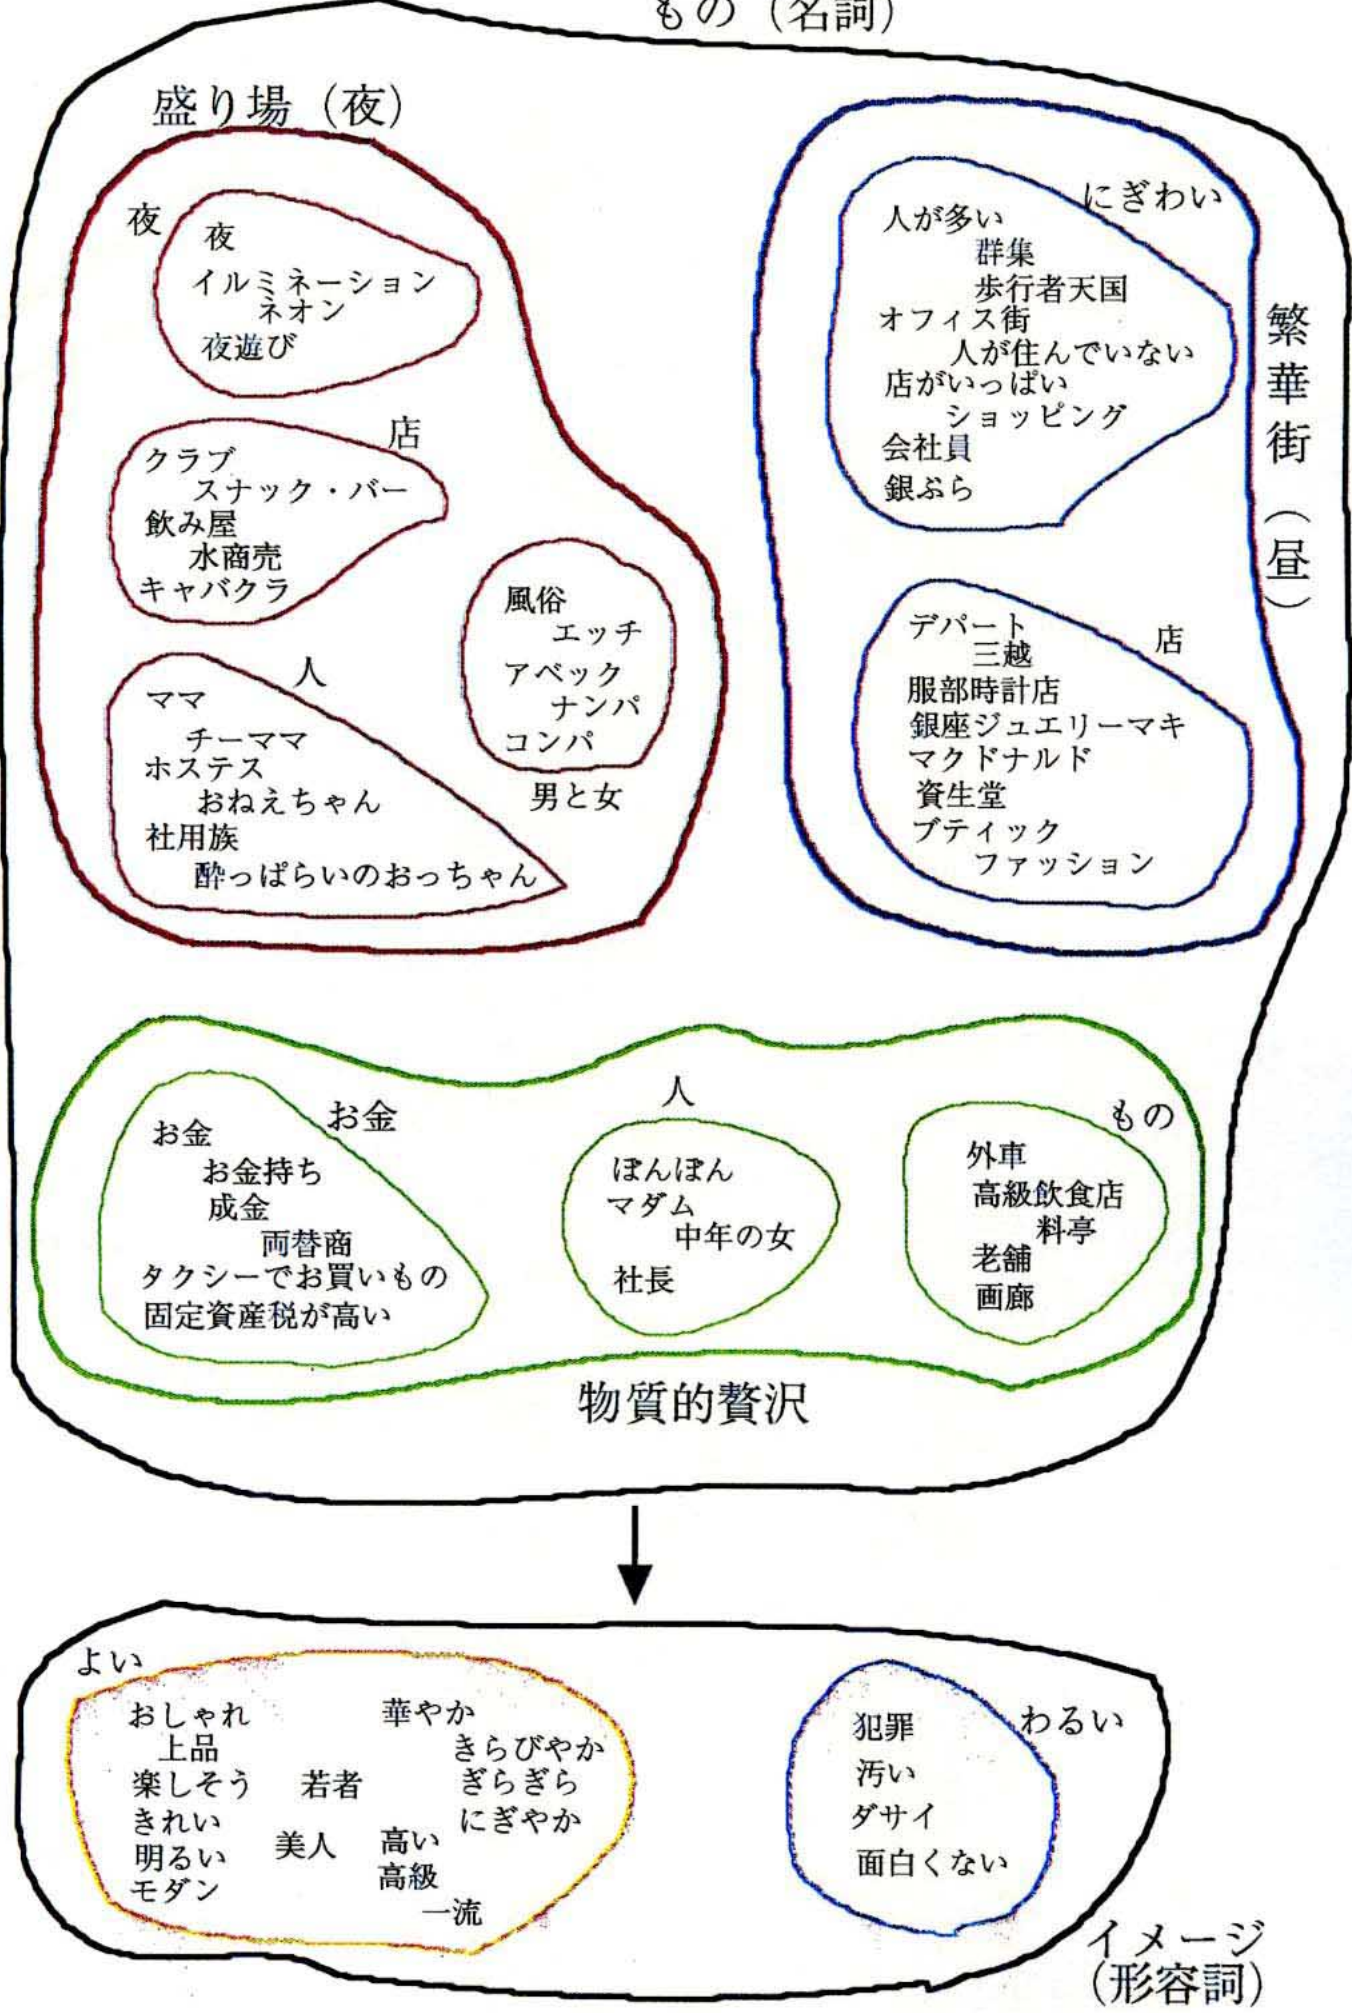 もの（名詞）
盛り場（夜）
夜
夜
イルミネーション
ネオン
夜遊び
店
クラブ
スナック・バー
飲み屋
水商売
キャバクラ
人
ママ
チーママ
ホステス
おねえちゃん
社用族
酔っぱらいのおっちゃん
風俗
エッチ
アベック
ナンパ
コンパ
男と女
繁華街（昼）
にぎわい
人が多い
群集
歩行者天国
オフィス街
人が住んでいない
店がいっぱい
ショッピング
会社員
銀ぶら
店
デパート
三越
服部時計店
銀座ジュエリーマキ
マクドナルド
資生堂
ブティック
ファッション
お金
お金
お金持ち
成金
両替商
タクシーでお買いもの
固定資産税が高い
人
ぼんぼん
マダム
中年の女
社長
もの
外車
高級飲食店
料亭
老舗
画廊
物質的贅沢
よい
おしゃれ
上品
楽しそう
きれい
明るい
モダン
若者
美人
華やか
きらびやか
ぎらぎら
にぎやか
高い
高級
一流
わるい
犯罪
汚い
ダサイ
面白くない
イメージ
（形容詞）